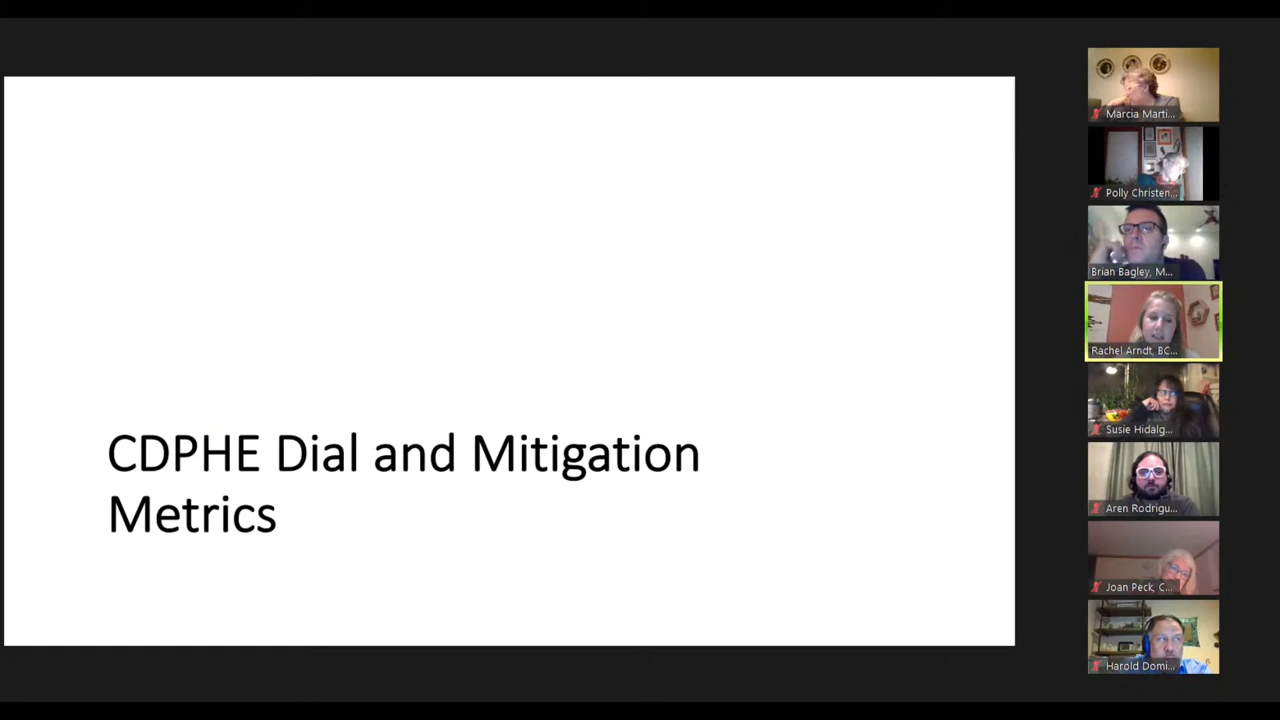 CDPHE Dial and Mitigation
Metrics
Marcia Marti...
Polly Christen...
Brian Bagley, M...
Rachel Arndt, BC...
Susie Hidalg...
Aren Rodrigu...
Joan Peck, C...
Harold Domi...